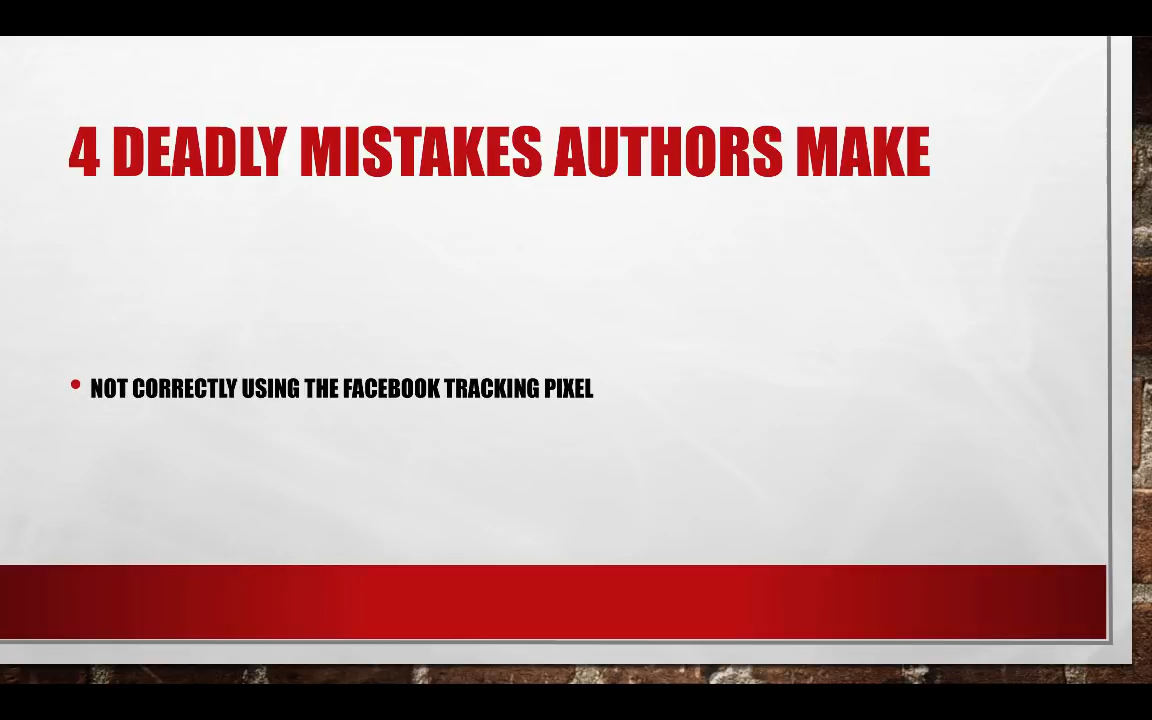 4 DEADLY MISTAKES AUTHORS MAKE
• NOT CORRECTLY USING THE FACEBOOK TRACKING PIXEL